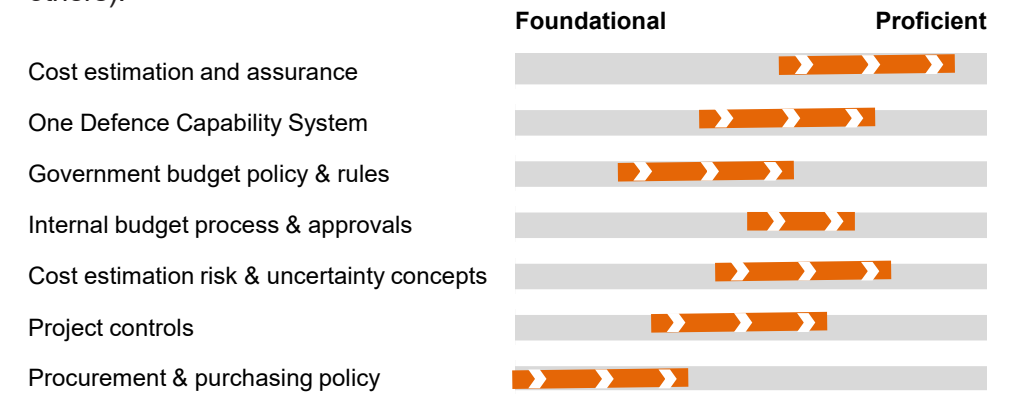 Foundational Proficient
Cost estimation and assurance
One Defence Capability System
Government budget policy & rules
Internal budget process & approvals
Cost estimation risk & uncertainty concepts
Project controls
Procurement & purchasing policy